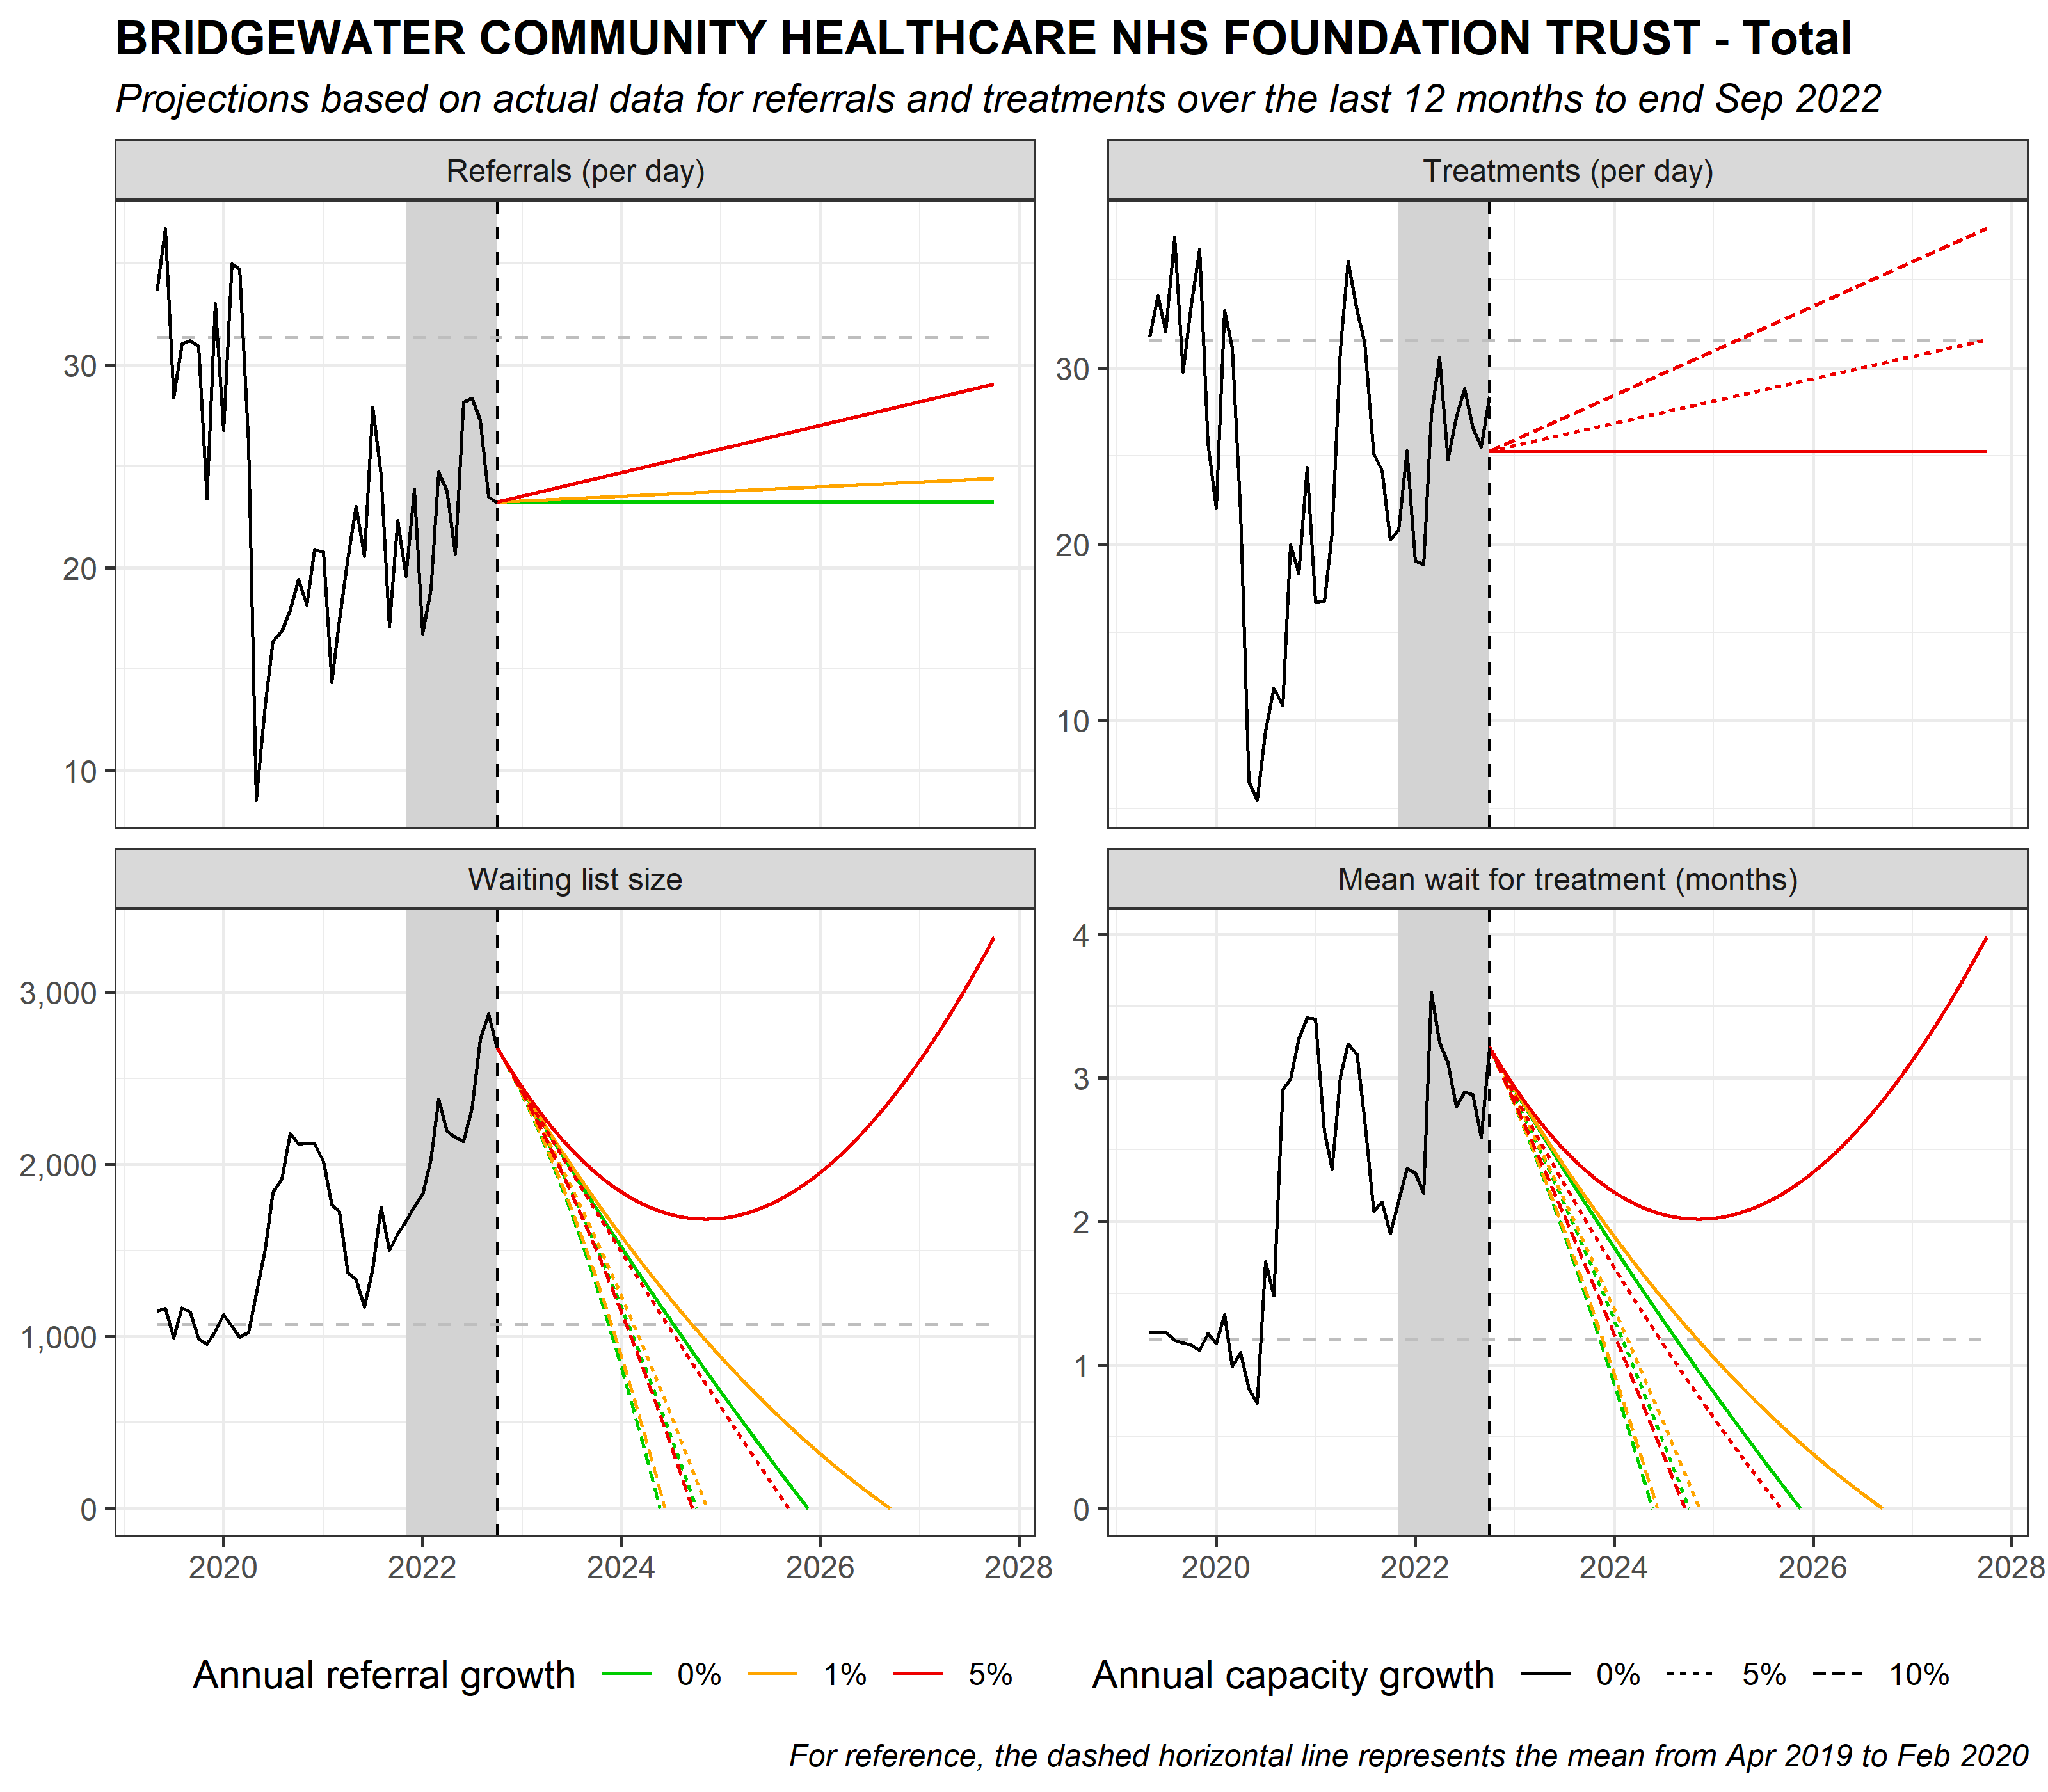 BRIDGEWATER COMMUNITY HEALTHCARE NHS FOUNDATION TRUST - Total
Projections based on actual data for referrals and treatments over the last 12 months to end Sep 2022
Referrals (per day)
30
20
10
Treatments (per day)
30
20
10
Waiting list size
3,000
2,000
1,000
0
2020 2022 2024 2026 2028
Mean wait for treatment (months)
4
3
2
1
0
2020 2022 2024 2026 2028
Annual referral growth 0% 1% 5%
Annual capacity growth 0% 5% 10%
For reference, the dashed horizontal line represents the mean from Apr 2019 to Feb 2020